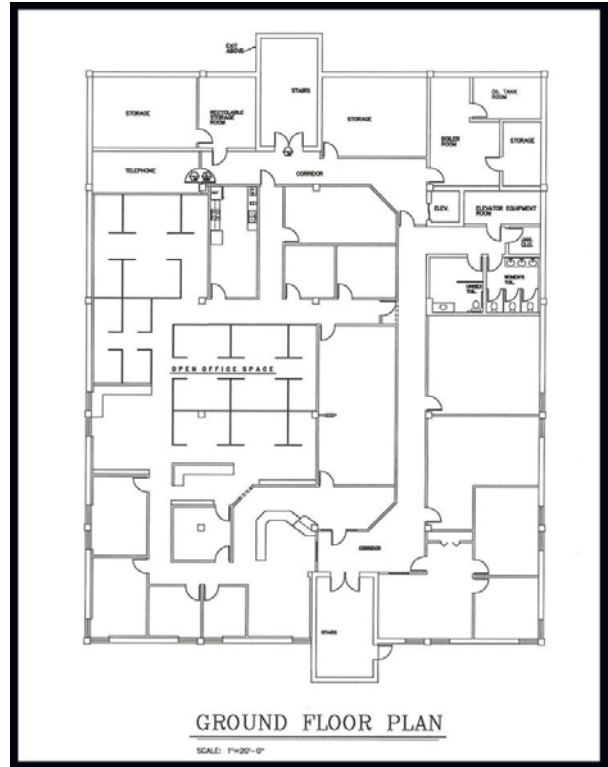 EXIT
ABOVE
STAIRS
OIL TANK
ROOM
STORAGE
RECYCLABLE
STORAGE
ROOM
STORAGE
BOILER
ROOM
STORAGE
TELEPHONE
CORRIDOR
ELEV.
ELEVATOR EQUIPMENT
ROOM
JAN.
CLO.
UNISEX
TOIL.
WOMEN'S
TOIL.
OPEN OFFICE SPACE
CORRIDOR
STAIRS
GROUND FLOOR PLAN
SCALE: 1"=20'-0"